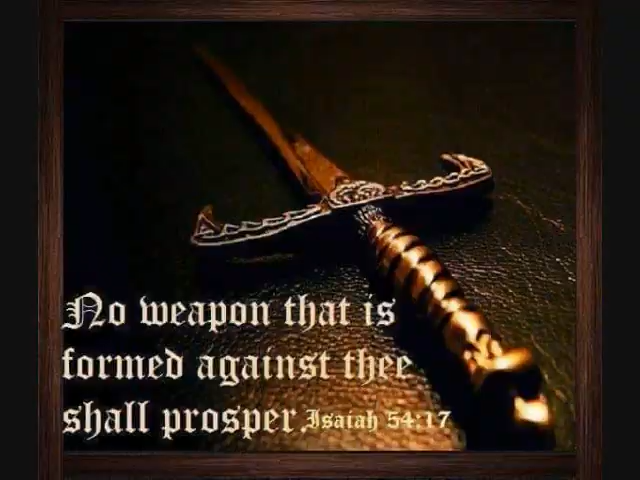 No weapon that is
formed against thee
shall prosper. Isaiah 54:17